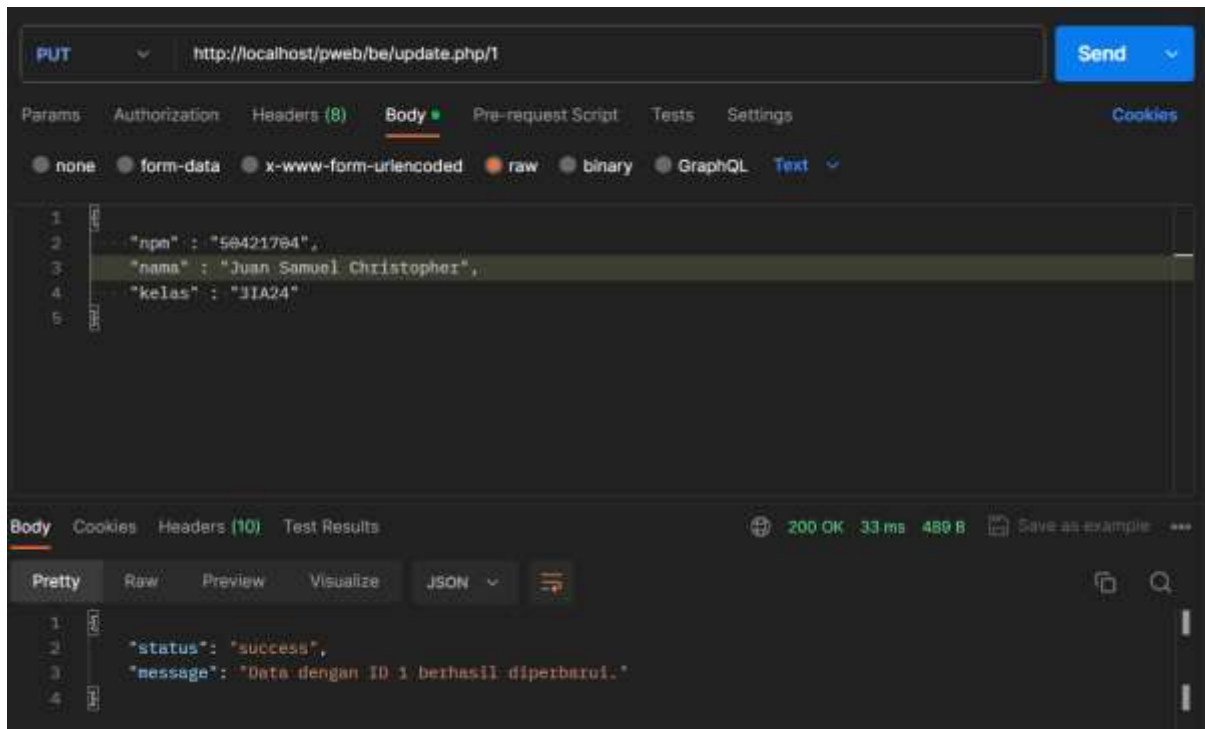 PUT http://localhost/pweb/be/update.php/1 Send
Params Authorization Headers (8) Body Pre-request Script Tests Settings Cookies
none form-data x-www-form-urlencoded raw binary GraphQL Text
1 {
2 "npm" : "50421704",
3 "nama" : "Juan Samuel Christopher",
4 "kelas" : "3IA24"
5 }
Body Cookies Headers (10) Test Results 200 OK 33 ms 489 B Save as example
Pretty Raw Preview Visualize JSON
1 {
2 "status": "success",
3 "message": "Data dengan ID 1 berhasil diperbarui."
4 }